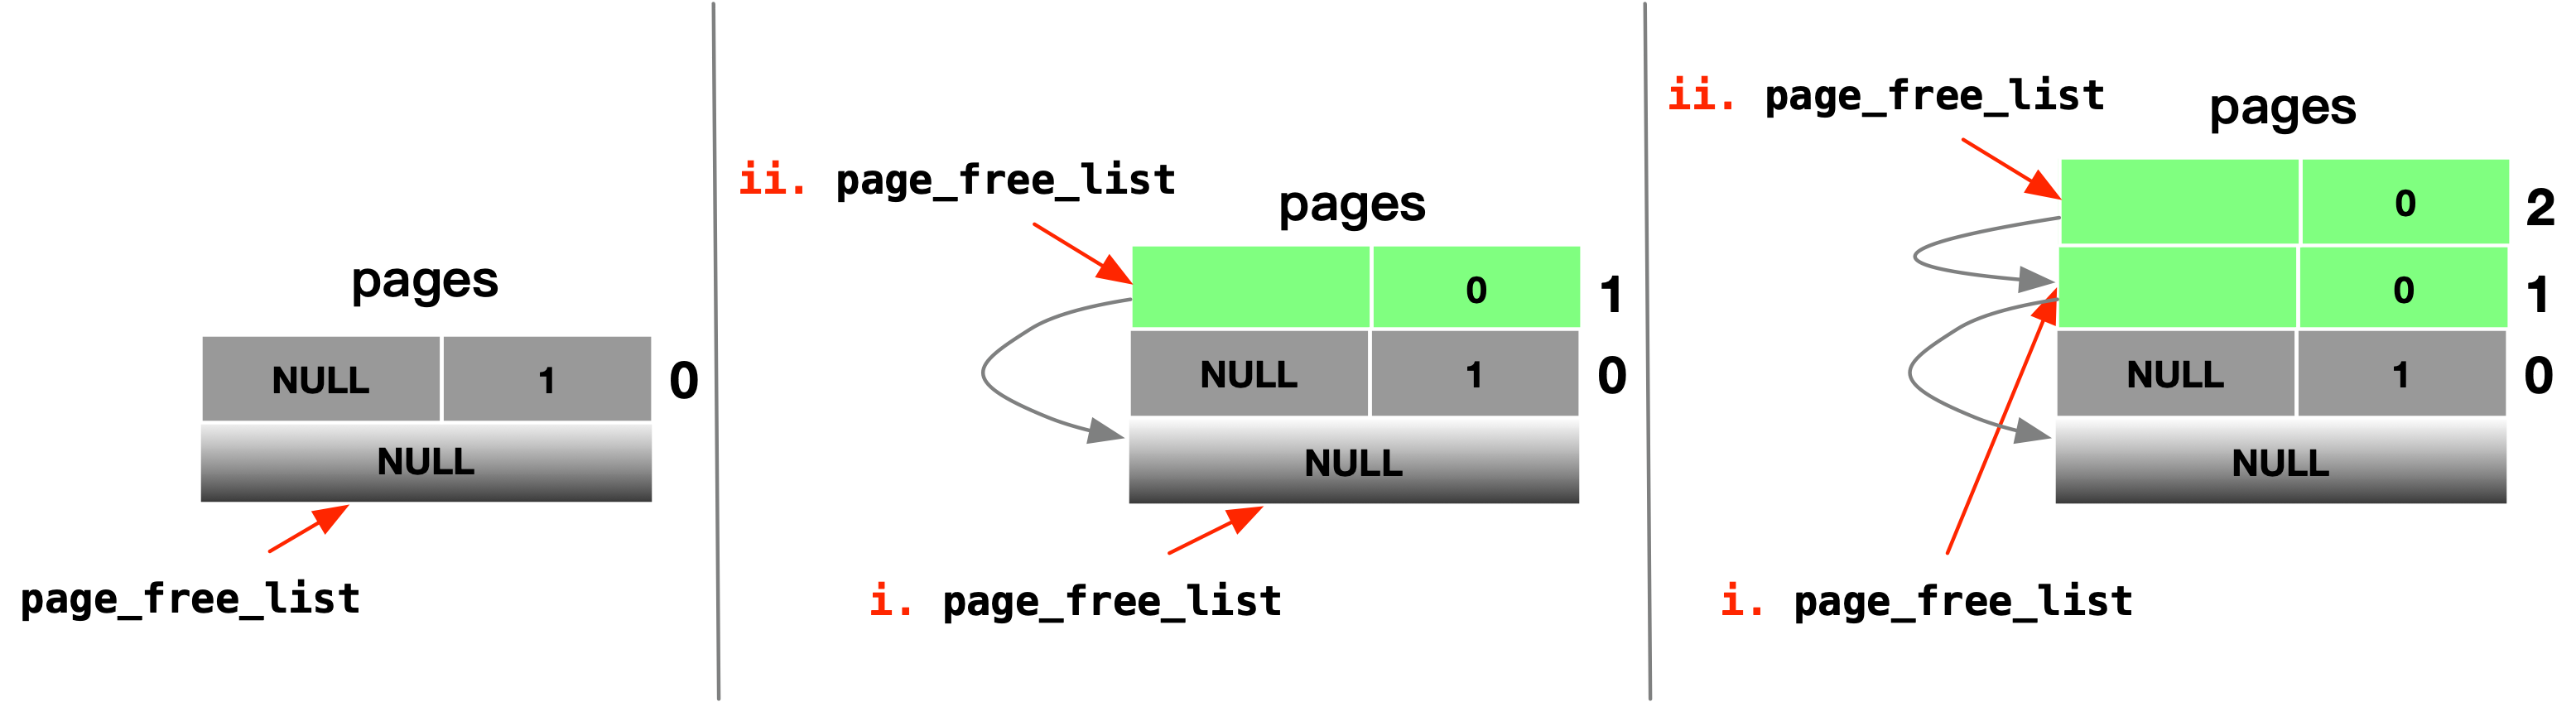 pages
NULL 1 0
NULL
page_free_list
ii. page_free_list
pages
0 1
NULL 1 0
NULL
i. page_free_list
ii. page_free_list
pages
0 2
0 1
NULL 1 0
NULL
i. page_free_list